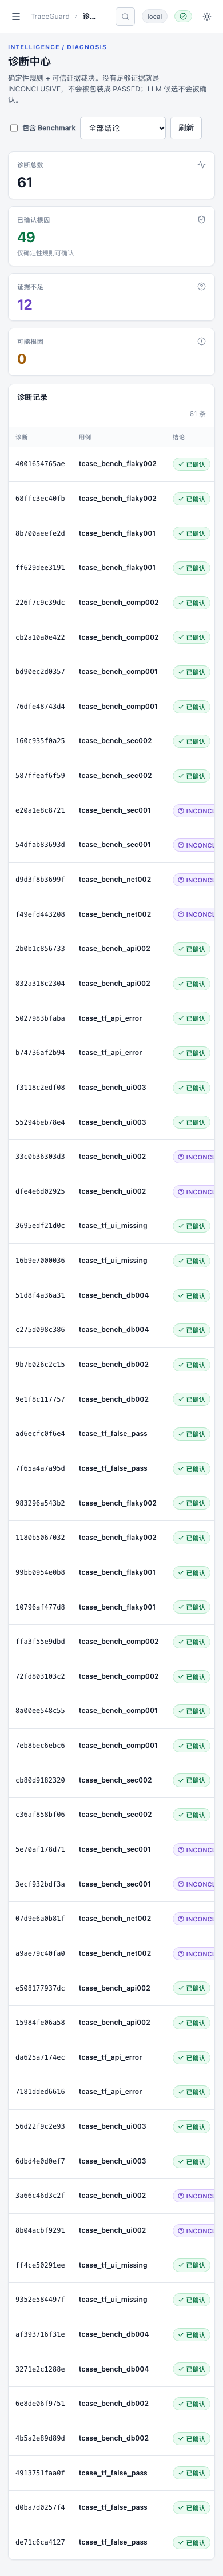 TraceGuard › 诊...
local
INTELLIGENCE / DIAGNOSIS
诊断中心
确定性规则 + 可信证据裁决。没有足够证据就是
INCONCLUSIVE，不会被包装成 PASSED；LLM 候选不会被确
认。
包含 Benchmark
全部结论
刷新
诊断总数
61
已确认根因
49
仅确定性规则可确认
证据不足
12
可能根因
0
诊断记录
61 条
诊断 用例 结论
4001654765ae tcase_bench_flaky002 已确认
68ffc3ec40fb tcase_bench_flaky002 已确认
8b700aeefe2d tcase_bench_flaky001 已确认
ff629dee3191 tcase_bench_flaky001 已确认
226f7c9c39dc tcase_bench_comp002 已确认
cb2a10a0e422 tcase_bench_comp002 已确认
bd90ec2d0357 tcase_bench_comp001 已确认
76dfe48743d4 tcase_bench_comp001 已确认
160c935f0a25 tcase_bench_sec002 已确认
587ffeaf6f59 tcase_bench_sec002 已确认
e20a1e8c8721 tcase_bench_sec001 INCONCL
54dfab83693d tcase_bench_sec001 INCONCL
d9d3f8b3699f tcase_bench_net002 INCONCL
f49efd443208 tcase_bench_net002 INCONCL
2b0b1c856733 tcase_bench_api002 已确认
832a318c2304 tcase_bench_api002 已确认
5027983bfaba tcase_tf_api_error 已确认
b74736af2b94 tcase_tf_api_error 已确认
f3118c2edf08 tcase_bench_ui003 已确认
55294beb78e4 tcase_bench_ui003 已确认
33c0b36303d3 tcase_bench_ui002 INCONCL
dfe4e6d02925 tcase_bench_ui002 INCONCL
3695edf21d0c tcase_tf_ui_missing 已确认
16b9e7000036 tcase_tf_ui_missing 已确认
51d8f4a36a31 tcase_bench_db004 已确认
c275d098c386 tcase_bench_db004 已确认
9b7b026c2c15 tcase_bench_db002 已确认
9e1f8c117757 tcase_bench_db002 已确认
ad6ecfc0f6e4 tcase_tf_false_pass 已确认
7f65a4a7a95d tcase_tf_false_pass 已确认
983296a543b2 tcase_bench_flaky002 已确认
1180b5067032 tcase_bench_flaky002 已确认
99bb0954e0b8 tcase_bench_flaky001 已确认
10796af477d8 tcase_bench_flaky001 已确认
ffa3f55e9dbd tcase_bench_comp002 已确认
72fd803103c2 tcase_bench_comp002 已确认
8a00ee548c55 tcase_bench_comp001 已确认
7eb8bec6ebc6 tcase_bench_comp001 已确认
cb80d9182320 tcase_bench_sec002 已确认
c36af858bf06 tcase_bench_sec002 已确认
5e70af178d71 tcase_bench_sec001 INCONCL
3ecf932bdf3a tcase_bench_sec001 INCONCL
07d9e6a0b81f tcase_bench_net002 INCONCL
a9ae79c40fa0 tcase_bench_net002 INCONCL
e508177937dc tcase_bench_api002 已确认
15984fe06a58 tcase_bench_api002 已确认
da625a7174ec tcase_tf_api_error 已确认
7181dded6616 tcase_tf_api_error 已确认
56d22f9c2e93 tcase_bench_ui003 已确认
6dbd4e0d0ef7 tcase_bench_ui003 已确认
3a66c46d3c2f tcase_bench_ui002 INCONCL
8b04acbf9291 tcase_bench_ui002 INCONCL
ff4ce50291ee tcase_tf_ui_missing 已确认
9352e584497f tcase_tf_ui_missing 已确认
af393716f31e tcase_bench_db004 已确认
3271e2c1288e tcase_bench_db004 已确认
6e8de06f9751 tcase_bench_db002 已确认
4b5a2e89d89d tcase_bench_db002 已确认
4913751faa0f tcase_tf_false_pass 已确认
d0ba7d0257f4 tcase_tf_false_pass 已确认
de71c6ca4127 tcase_tf_false_pass 已确认